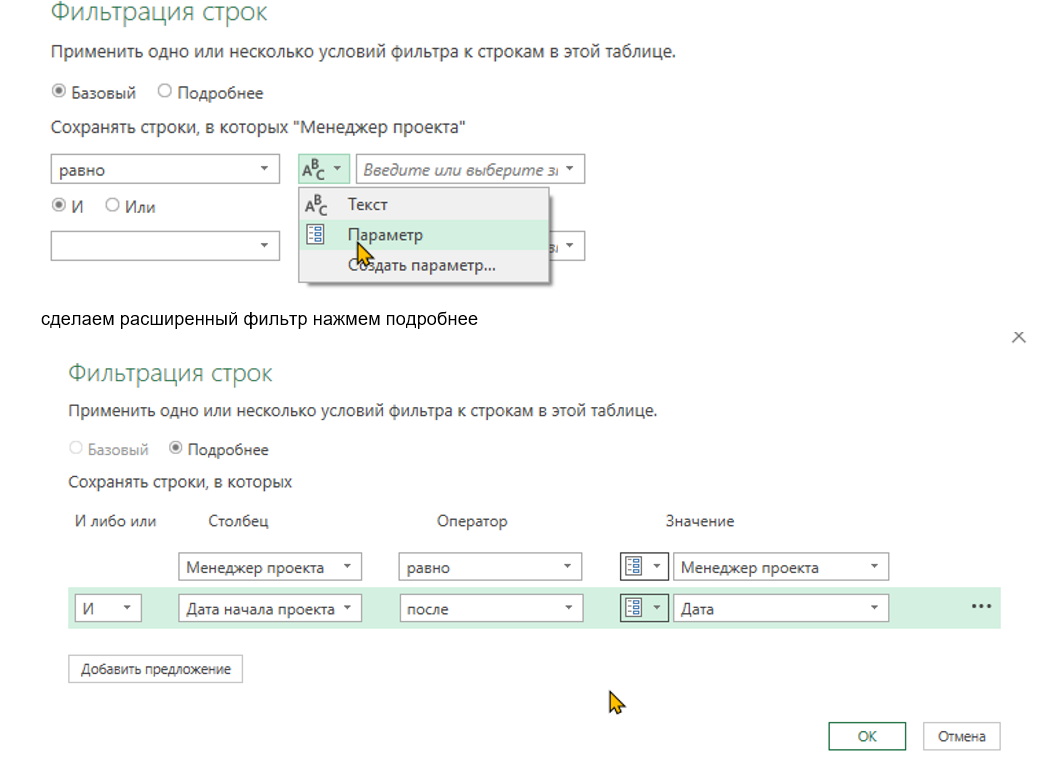 Фильтрация строк
Применить одно или несколько условий фильтра к строкам в этой таблице.
Базовый Подробнее
Сохранять строки, в которых "Менеджер проекта"
равно ABC Введите или выберите з
И Или
ABC Текст
Параметр
Создать параметр...
сделаем расширенный фильтр нажмем подробнее
Фильтрация строк
Применить одно или несколько условий фильтра к строкам в этой таблице.
Базовый Подробнее
Сохранять строки, в которых
И либо или Столбец Оператор Значение
Менеджер проекта равно Менеджер проекта
И Дата начала проекта после Дата
Добавить предложение
ОК Отмена